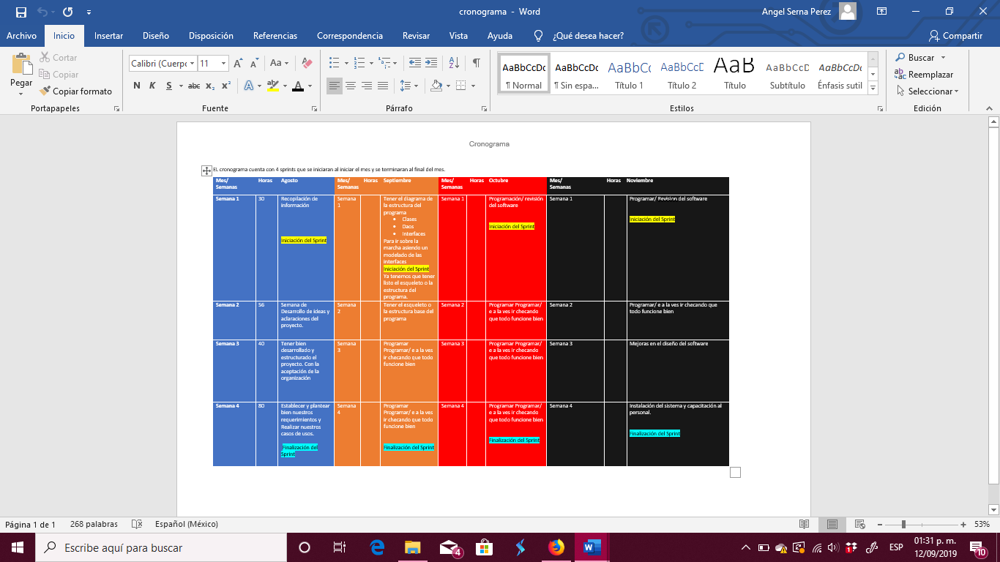 cronograma - Word
Angel Serna Perez
Archivo Inicio Insertar Diseño Disposición Referencias Correspondencia Revisar Vista Ayuda ¿Qué desea hacer? Compartir
Pegar
Cortar
Copiar
Copiar formato
Portapapeles
Calibri (Cuerpo 11
N K S abc x₂ x²
Fuente
Párrafo
AaBbCcDc AaBbCcDc AaBbCc AaBbCcD AaB AaBbCcD AaBbCcDc
¶ Normal ¶ Sin espa... Título 1 Título 2 Título Subtítulo Énfasis sutil
Estilos
Buscar
Reemplazar
Seleccionar
Edición
Cronograma
El cronograma cuenta con 4 sprints que se iniciaran al iniciar el mes y se terminaran al final del mes.
Mes/ Horas Agosto Mes/ Horas Septiembre Mes/ Horas Octubre Mes/ Horas Noviembre
Semanas Semanas Semanas Semanas
Semana 1
30
Recopilación de
información
Iniciación del Sprint
Semana
1
Tener el diagrama de
la estructura del
programa
• Clases
• Daos
• Interfaces
Para ir sobre la
marcha asiendo un
modelado de las
interfaces
Iniciación del Sprint
Ya tenemos que tener
listo el esqueleto o la
estructura del
programa.
Semana 1
Programación/ revisión
del software
Iniciación del Sprint
Semana 1
Programar/ Revision del software
Iniciación del Sprint
Semana 2
56
Semana de
Desarrollo de ideas y
aclaraciones del
proyecto.
Semana
2
Tener el esqueleto o
la estructura base del
programa
Semana 2
Programar Programar/
e a la ves ir checando
que todo funcione bien
Semana 2
Programar/ e a la ves ir checando que
todo funcione bien
Semana 3
40
Tener bien
desarrollado y
estructurado el
proyecto. Con la
aceptación de la
organización
Semana
3
Programar
Programar/ e a la ves
ir checando que todo
funcione bien
Semana 3
Programar Programar/
e a la ves ir checando
que todo funcione bien
Semana 3
Mejoras en el diseño del software
Semana 4
80
Establecer y plantear
bien nuestros
requerimientos y
Realizar nuestros
casos de usos.
Finalización del
Sprint
Semana
4
Programar
Programar/ e a la ves
ir checando que todo
funcione bien
Finalización del Sprint
Semana 4
Programar Programar/
e a la ves ir checando
que todo funcione bien
Finalización del Sprint
Semana 4
Instalación del sistema y capacitación al
personal.
Finalización del Sprint
Página 1 de 1 268 palabras Español (México) 53%
Escribe aquí para buscar
4
ESP
01:31 p. m.
12/09/2019
10